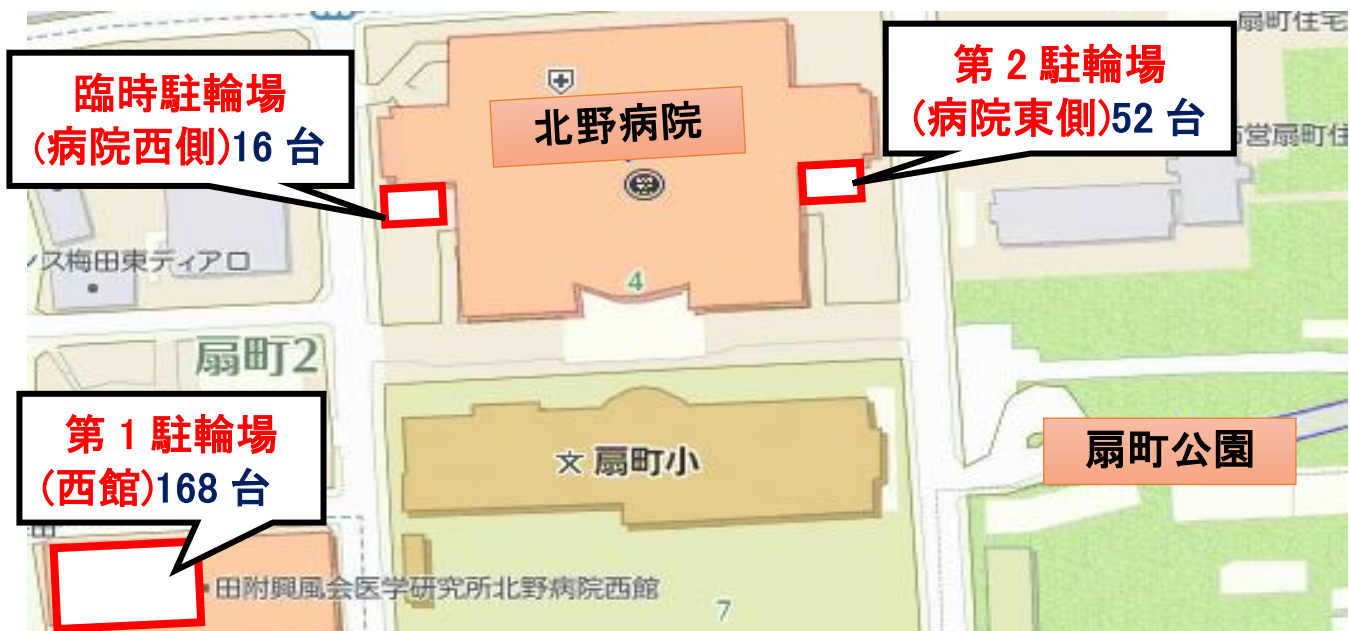 扇町住宅
臨時駐輪場
(病院西側)16 台
北野病院
第 2 駐輪場
(病院東側)52 台
営扇町住
ンス梅田東ディアロ
4
扇町2
第 1 駐輪場
(西館)168 台
文 扇町小
扇町公園
田附興風会医学研究所北野病院西館
7